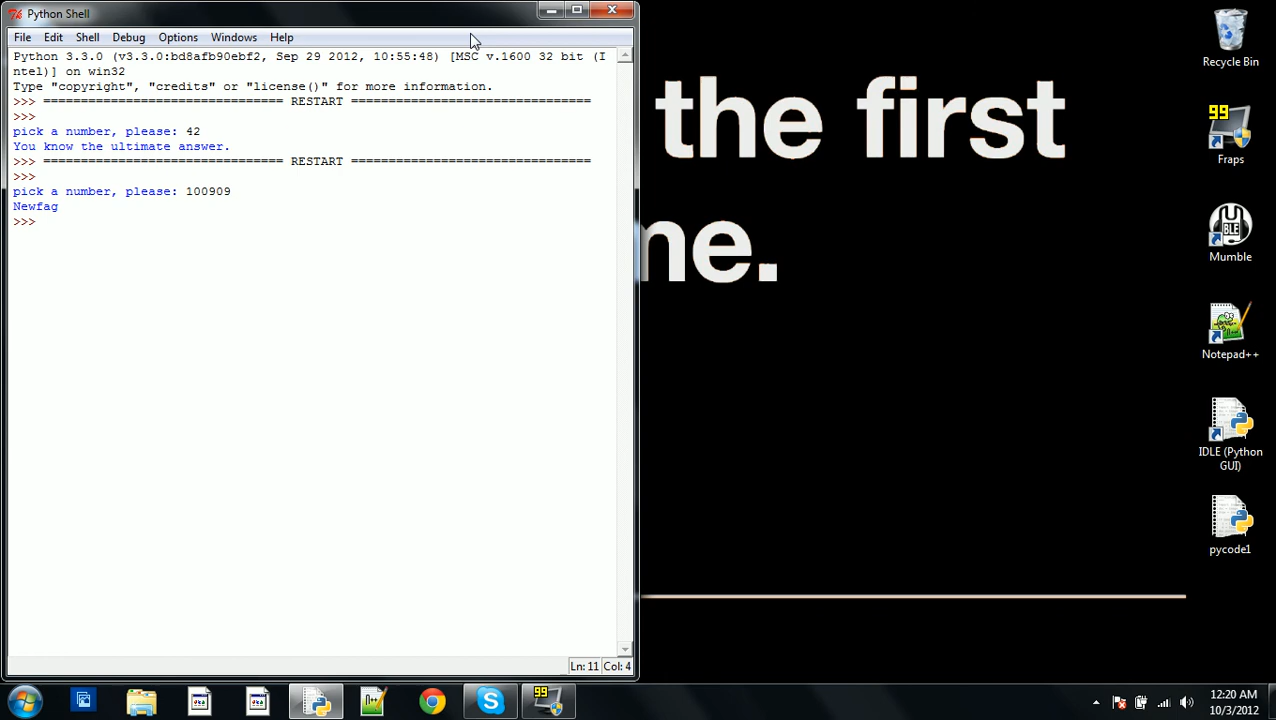 Python Shell
File Edit Shell Debug Options Windows Help
Python 3.3.0 (v3.3.0:bd8afb90ebf2, Sep 29 2012, 10:55:48) [MSC v.1600 32 bit (I
ntel)] on win32
Type "copyright", "credits" or "license()" for more information.
>>> ================================ RESTART ================================
>>>
pick a number, please: 42
You know the ultimate answer.
>>> ================================ RESTART ================================
>>>
pick a number, please: 100909
Newfag
>>>
Ln: 11 Col: 4
the first
ne.
Recycle Bin
99
Fraps
UBLE
Mumble
Notepad++
IDLE (Python
GUI)
pycode1
N++
99
12:20 AM
10/3/2012